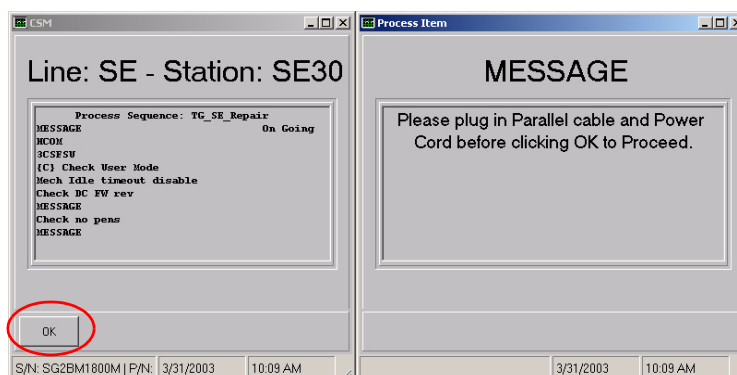 CSM
Line: SE - Station: SE30
Process Sequence: TG_SE_Repair
MESSAGE On Going
HCOM
3CSFSU
{C} Check User Mode
Mech Idle timeout disable
Check DC FW rev
MESSAGE
Check no pens
MESSAGE
OK
S/N: SG2BM1800M | P/N: 3/31/2003 10:09 AM
Process Item
MESSAGE
Please plug in Parallel cable and Power
Cord before clicking OK to Proceed.
3/31/2003 10:09 AM